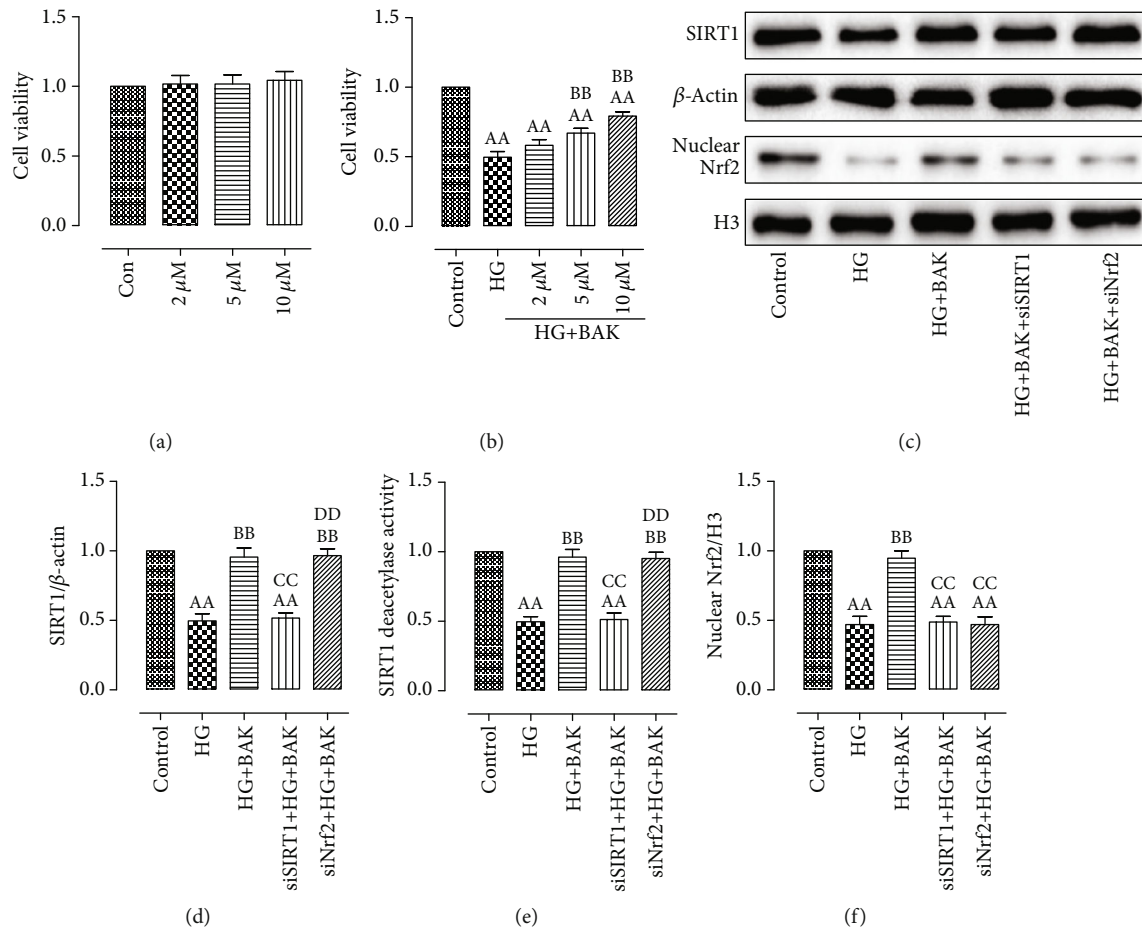 1.5
1.0
0.5
0.0
Cell viability
Con
2 μM
5 μM
10 μM
(a)
1.5
1.0
0.5
0.0
Cell viability
AA
AA
BB
AA
BB
AA
Control
HG
2 μM
5 μM
10 μM
HG+BAK
(b)
SIRT1
β-Actin
Nuclear
Nrf2
H3
Control
HG
HG+BAK
HG+BAK+siSIRT1
HG+BAK+siNrf2
(c)
1.5
1.0
0.5
0.0
SIRT1/β-actin
AA
BB
CC
AA
DD
BB
Control
HG
HG+BAK
siSIRT1+HG+BAK
siNrf2+HG+BAK
(d)
1.5
1.0
0.5
0.0
SIRT1 deacetylase activity
AA
BB
CC
AA
DD
BB
Control
HG
HG+BAK
siSIRT1+HG+BAK
siNrf2+HG+BAK
(e)
1.5
1.0
0.5
0.0
Nuclear Nrf2/H3
AA
BB
CC
AA
CC
AA
Control
HG
HG+BAK
siSIRT1+HG+BAK
siNrf2+HG+BAK
(f)